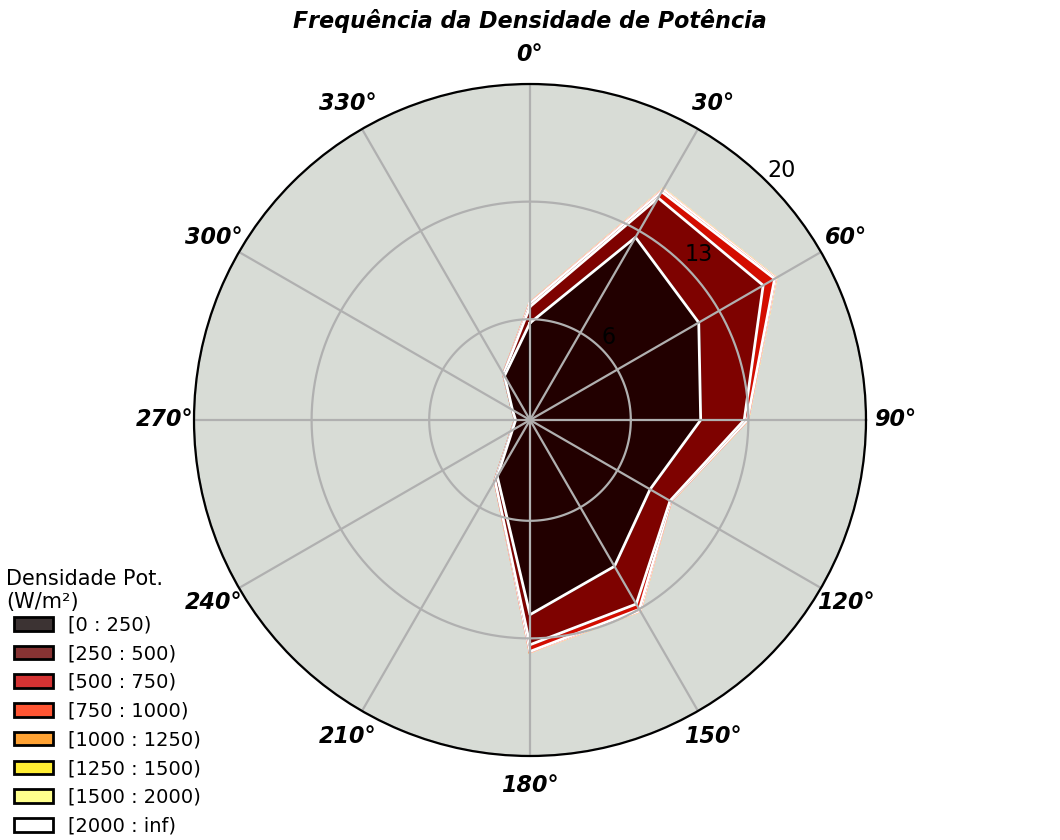 Frequência da Densidade de Potência
0°
330°
30°
20
300°
60°
13
6
270°
90°
240°
120°
210°
150°
180°
Densidade Pot.
(W/m²)
[0 : 250)
[250 : 500)
[500 : 750)
[750 : 1000)
[1000 : 1250)
[1250 : 1500)
[1500 : 2000)
[2000 : inf)